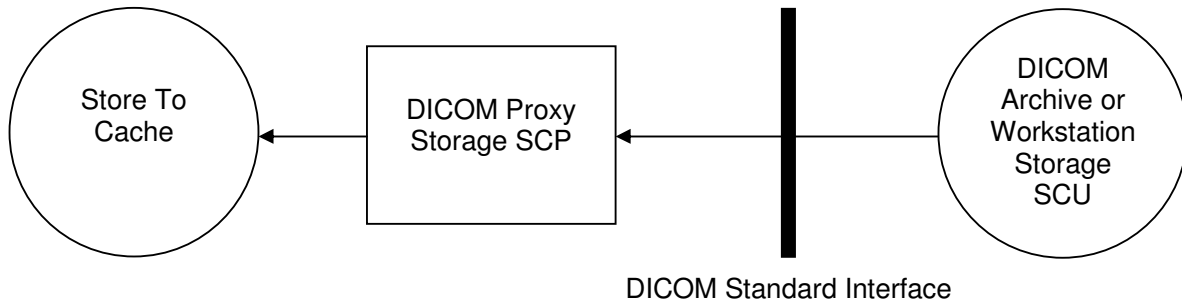 Store To
Cache
DICOM Proxy
Storage SCP
DICOM
Archive or
Workstation
Storage
SCU
DICOM Standard Interface